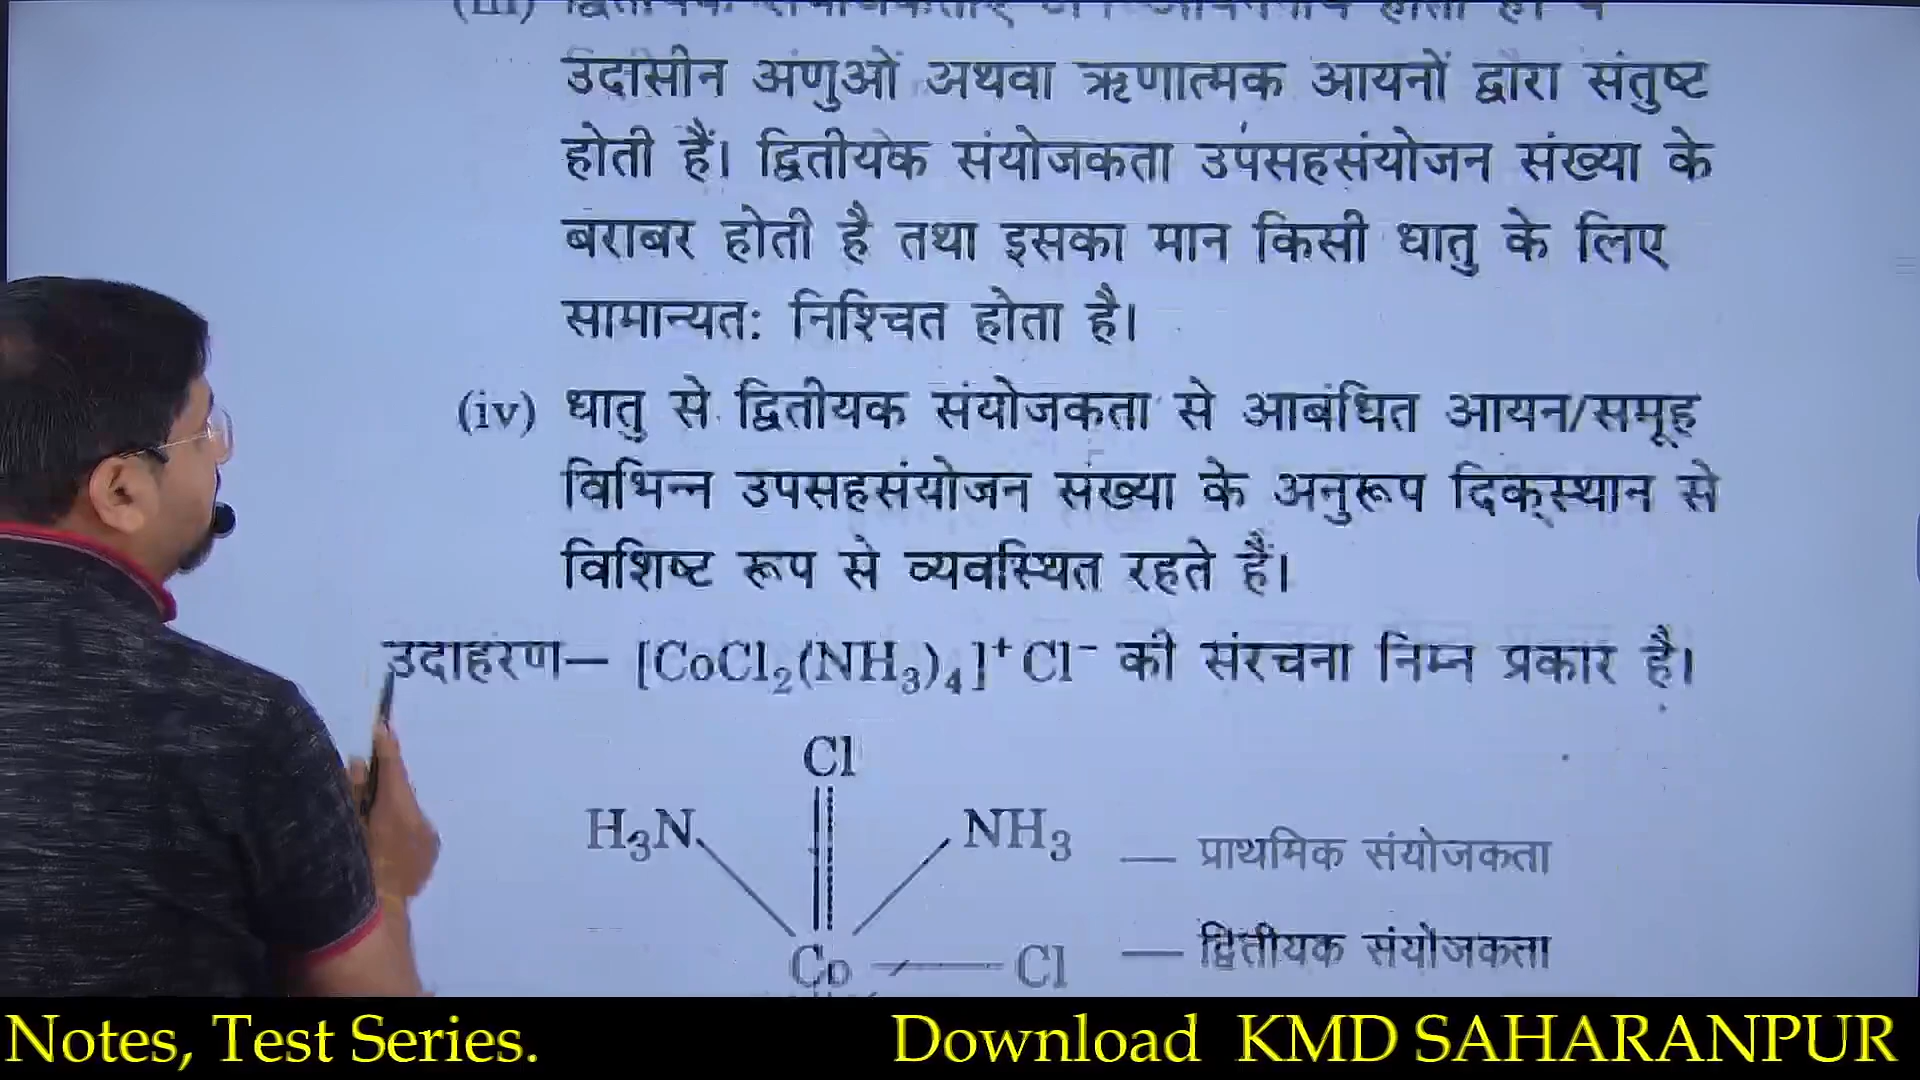 उदासीन अणुओं अथवा ऋणात्मक आयनों द्वारा संतुष्ट
होती हैं। द्वितीयक संयोजकता उपसहसंयोजन संख्या के
बराबर होती है तथा इसका मान किसी धातु के लिए
सामान्यतः निश्चित होता है।
(iv) धातु से द्वितीयक संयोजकता से आबंधित आयन/समूह
विभिन्न उपसहसंयोजन संख्या के अनुरूप दिक्स्थान से
विशिष्ट रूप से व्यवस्थित रहते हैं।
उदाहरण— [CoCl₂(NH₃)₄]⁺Cl⁻ की संरचना निम्न प्रकार है।
Cl
H₃N NH₃ — प्राथमिक संयोजकता
Co Cl — द्वितीयक संयोजकता
Notes, Test Series. Download KMD SAHARANPUR